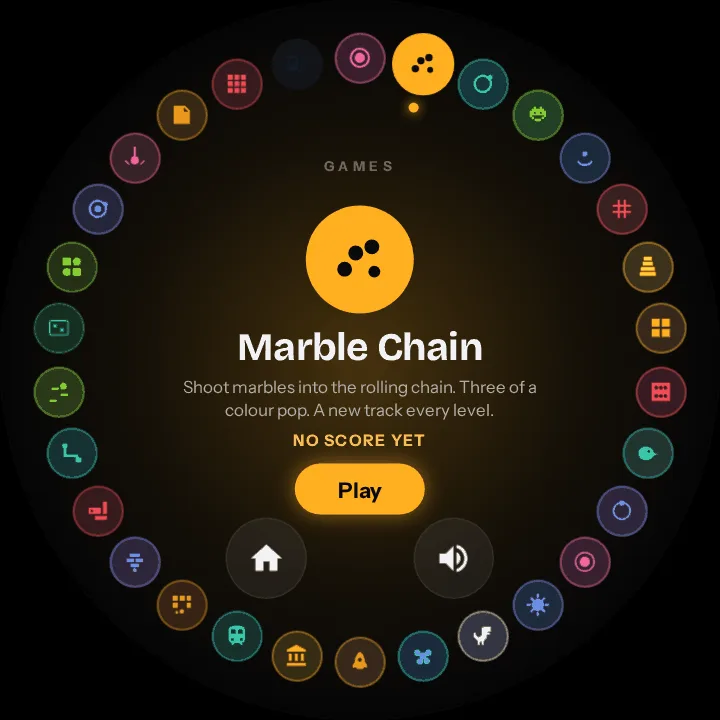 GAMES
Marble Chain
Shoot marbles into the rolling chain. Three of a
colour pop. A new track every level.
NO SCORE YET
Play